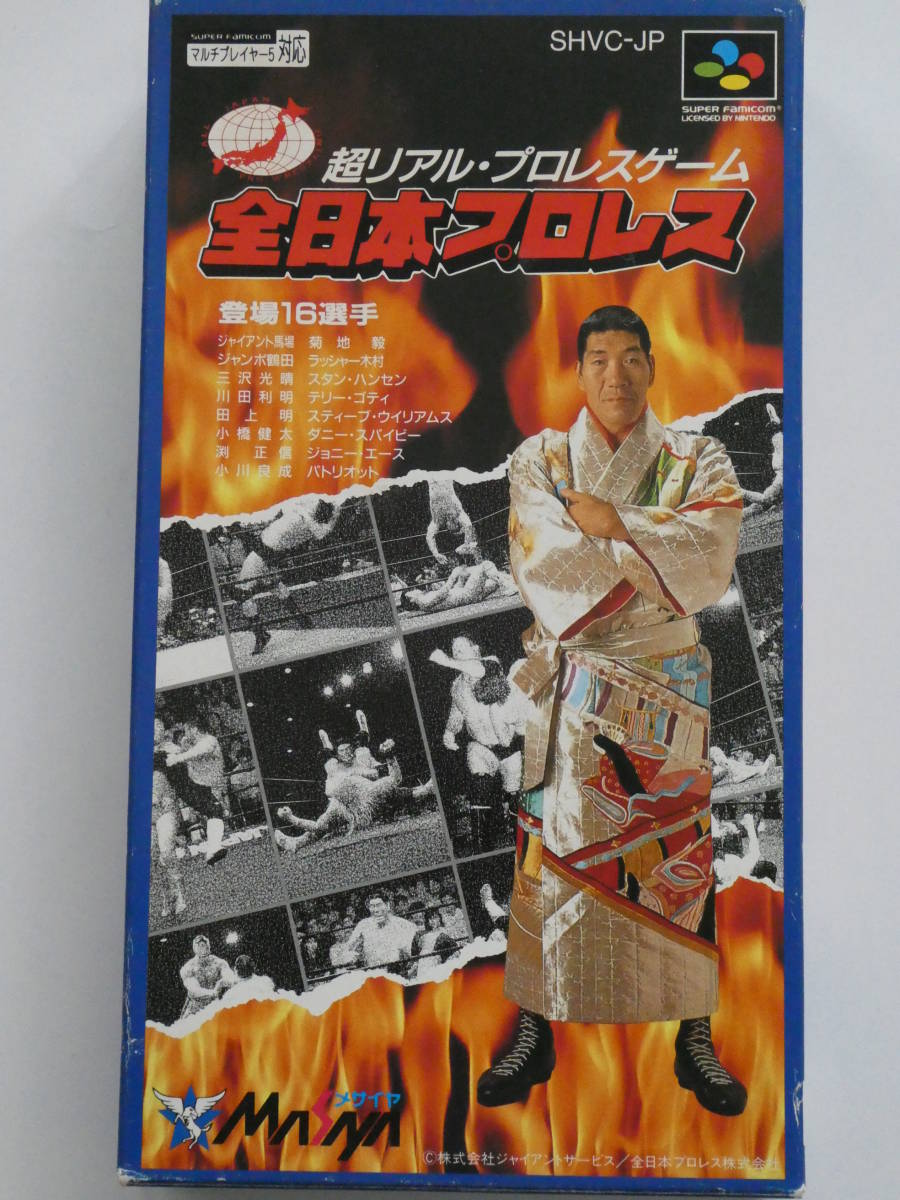 SUPER FAMICOM
マルチプレイヤー5 対応
SHVC-JP
SUPER FAMICOM®
LICENSED BY NINTENDO
ALL JAPAN
超リアル・プロレスゲーム
全日本プロレス
登場16選手
ジャイアント馬場 菊地毅
ジャンボ鶴田 ラッシャー木村
三沢光晴 スタン・ハンセン
川田利明 テリー・ゴディ
田上明 スティーブ・ウイリアムス
小橋健太 ダニー・スパイビー
渕正信 ジョニー・エース
小川良成 パトリオット
メサイヤ
MASAYA
©株式会社ジャイアントサービス/全日本プロレス株式会社